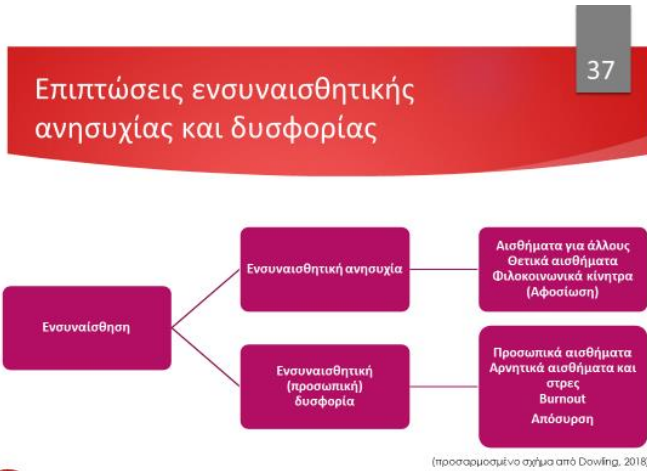 37
Επιπτώσεις ενσυναισθητικής
ανησυχίας και δυσφορίας
Ενσυναίσθηση
Ενσυναισθητική ανησυχία
Αισθήματα για άλλους
Θετικά αισθήματα
Φιλοκοινωνικά κίνητρα
(Αφοσίωση)
Ενσυναισθητική
(προσωπική)
δυσφορία
Προσωπικά αισθήματα
Αρνητικά αισθήματα και
στρες
Burnout
Απόσυρση
(προσαρμοσμένο σχήμα από Dowling, 2018)